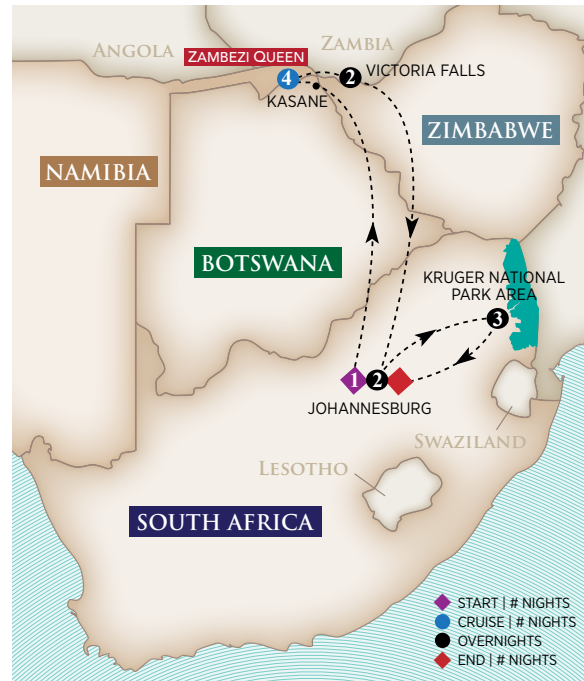 ANGOLA
ZAMBEZI QUEEN
ZAMBIA
4
2
VICTORIA FALLS
KASANE
ZIMBABWE
NAMIBIA
BOTSWANA
KRUGER NATIONAL
PARK AREA
3
1
2
JOHANNESBURG
SWAZILAND
LESOTHO
SOUTH AFRICA
START | # NIGHTS
CRUISE | # NIGHTS
OVERNIGHTS
END | # NIGHTS